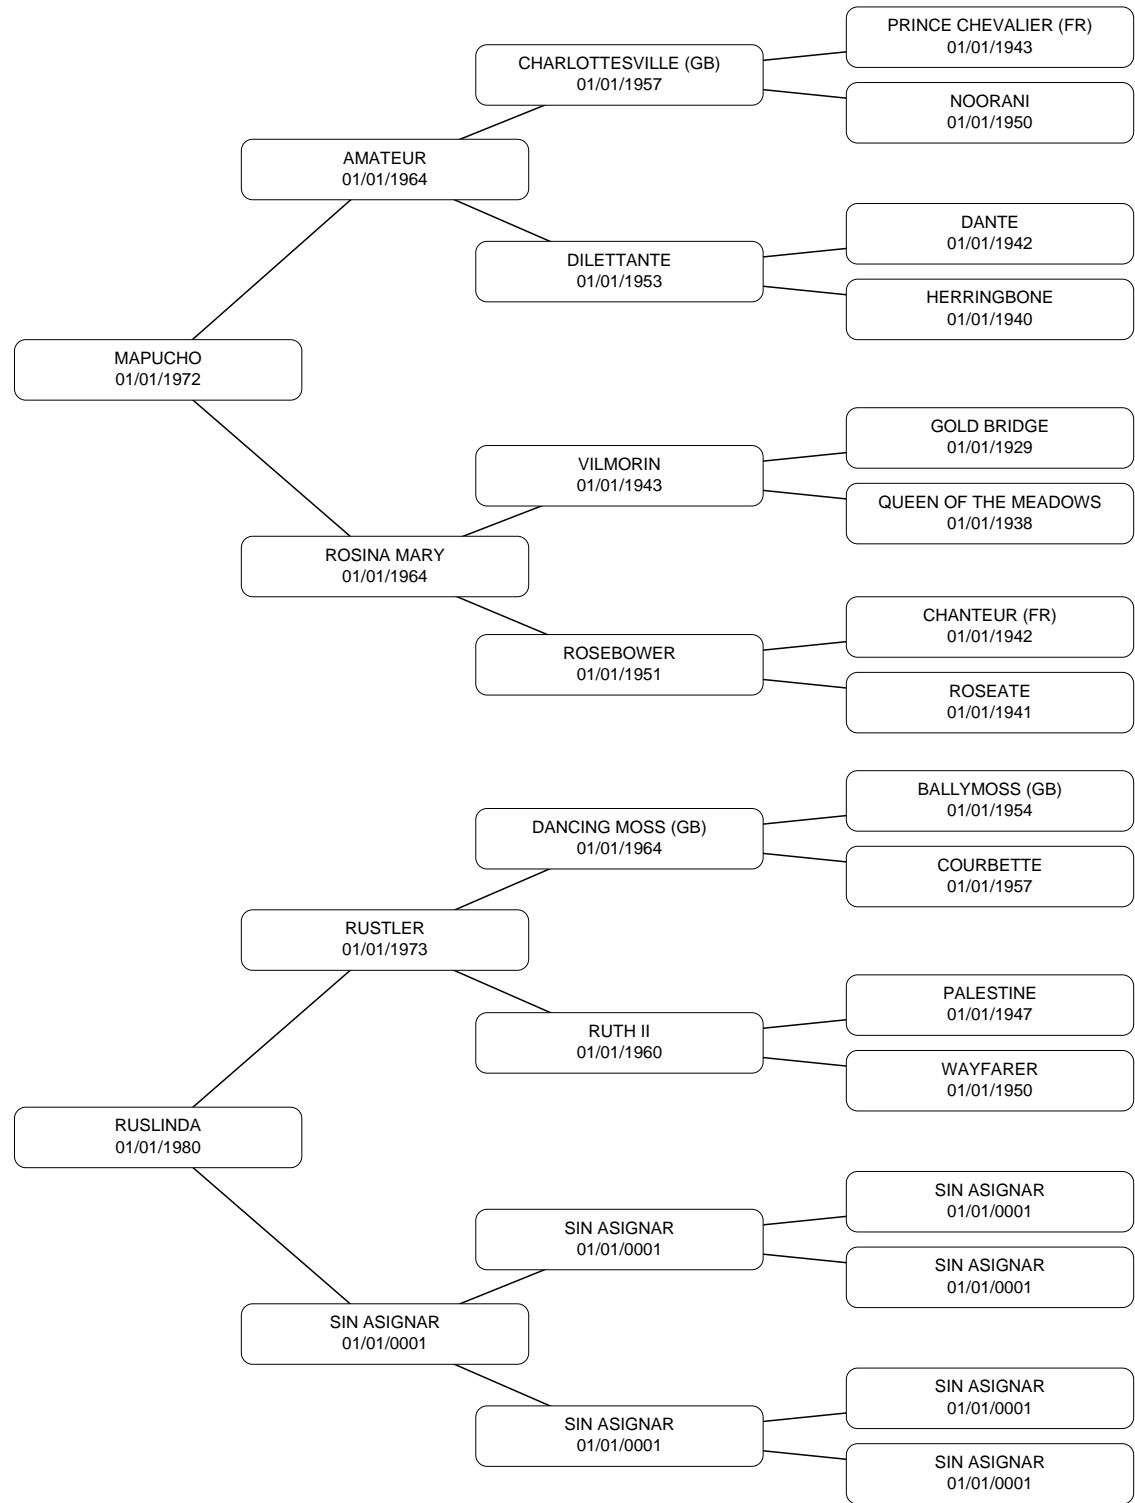 PRINCE CHEVALIER (FR)
01/01/1943
CHARLOTTESVILLE (GB)
01/01/1957
NOORANI
01/01/1950
AMATEUR
01/01/1964
DANTE
01/01/1942
DILETTANTE
01/01/1953
HERRINGBONE
01/01/1940
MAPUCHO
01/01/1972
GOLD BRIDGE
01/01/1929
VILMORIN
01/01/1943
QUEEN OF THE MEADOWS
01/01/1938
ROSINA MARY
01/01/1964
CHANTEUR (FR)
01/01/1942
ROSEBOWER
01/01/1951
ROSEATE
01/01/1941
BALLYMOSS (GB)
01/01/1954
DANCING MOSS (GB)
01/01/1964
COURBETTE
01/01/1957
RUSTLER
01/01/1973
PALESTINE
01/01/1947
RUTH II
01/01/1960
WAYFARER
01/01/1950
RUSLINDA
01/01/1980
SIN ASIGNAR
01/01/0001
SIN ASIGNAR
01/01/0001
SIN ASIGNAR
01/01/0001
SIN ASIGNAR
01/01/0001
SIN ASIGNAR
01/01/0001
SIN ASIGNAR
01/01/0001
SIN ASIGNAR
01/01/0001